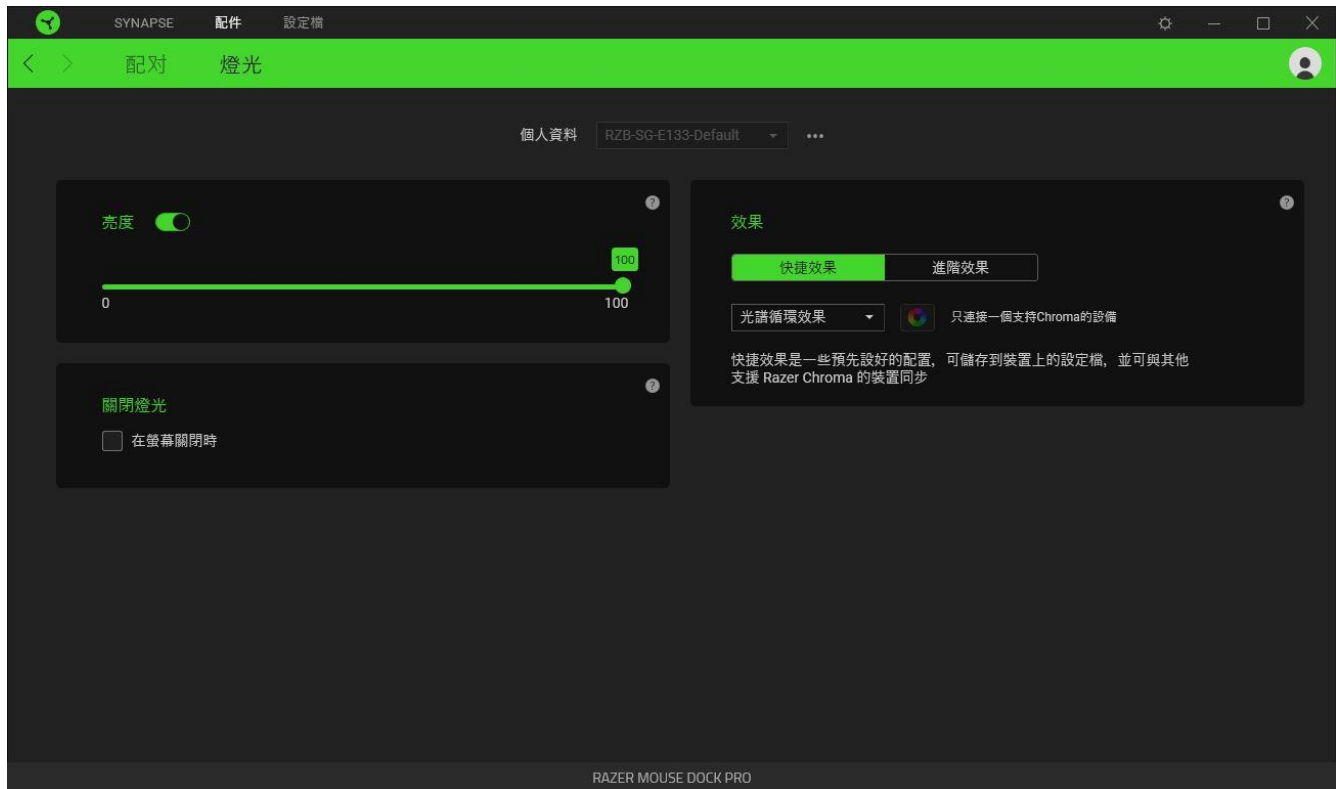 SYNAPSE 配件 設定檔
配对 燈光
個人資料 RZB-SG-E133-Default
亮度
100
0 100
關閉燈光
在螢幕關閉時
效果
快捷效果 進階效果
光譜循環效果 只連接一個支持Chroma的設備
快捷效果是一些預先設好的配置，可儲存到裝置上的設定檔，並可與其他
支援 Razer Chroma 的裝置同步
RAZER MOUSE DOCK PRO